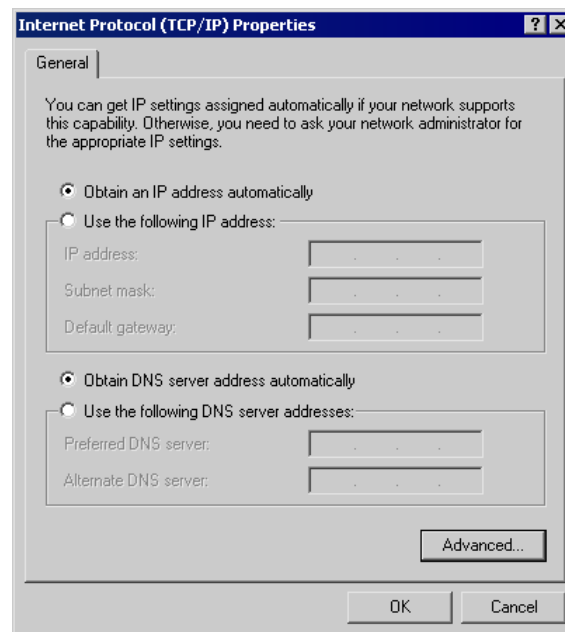 Internet Protocol (TCP/IP) Properties
General
You can get IP settings assigned automatically if your network supports
this capability. Otherwise, you need to ask your network administrator for
the appropriate IP settings.
Obtain an IP address automatically
Use the following IP address:
IP address:
Subnet mask:
Default gateway:
Obtain DNS server address automatically
Use the following DNS server addresses:
Preferred DNS server:
Alternate DNS server:
Advanced...
OK Cancel